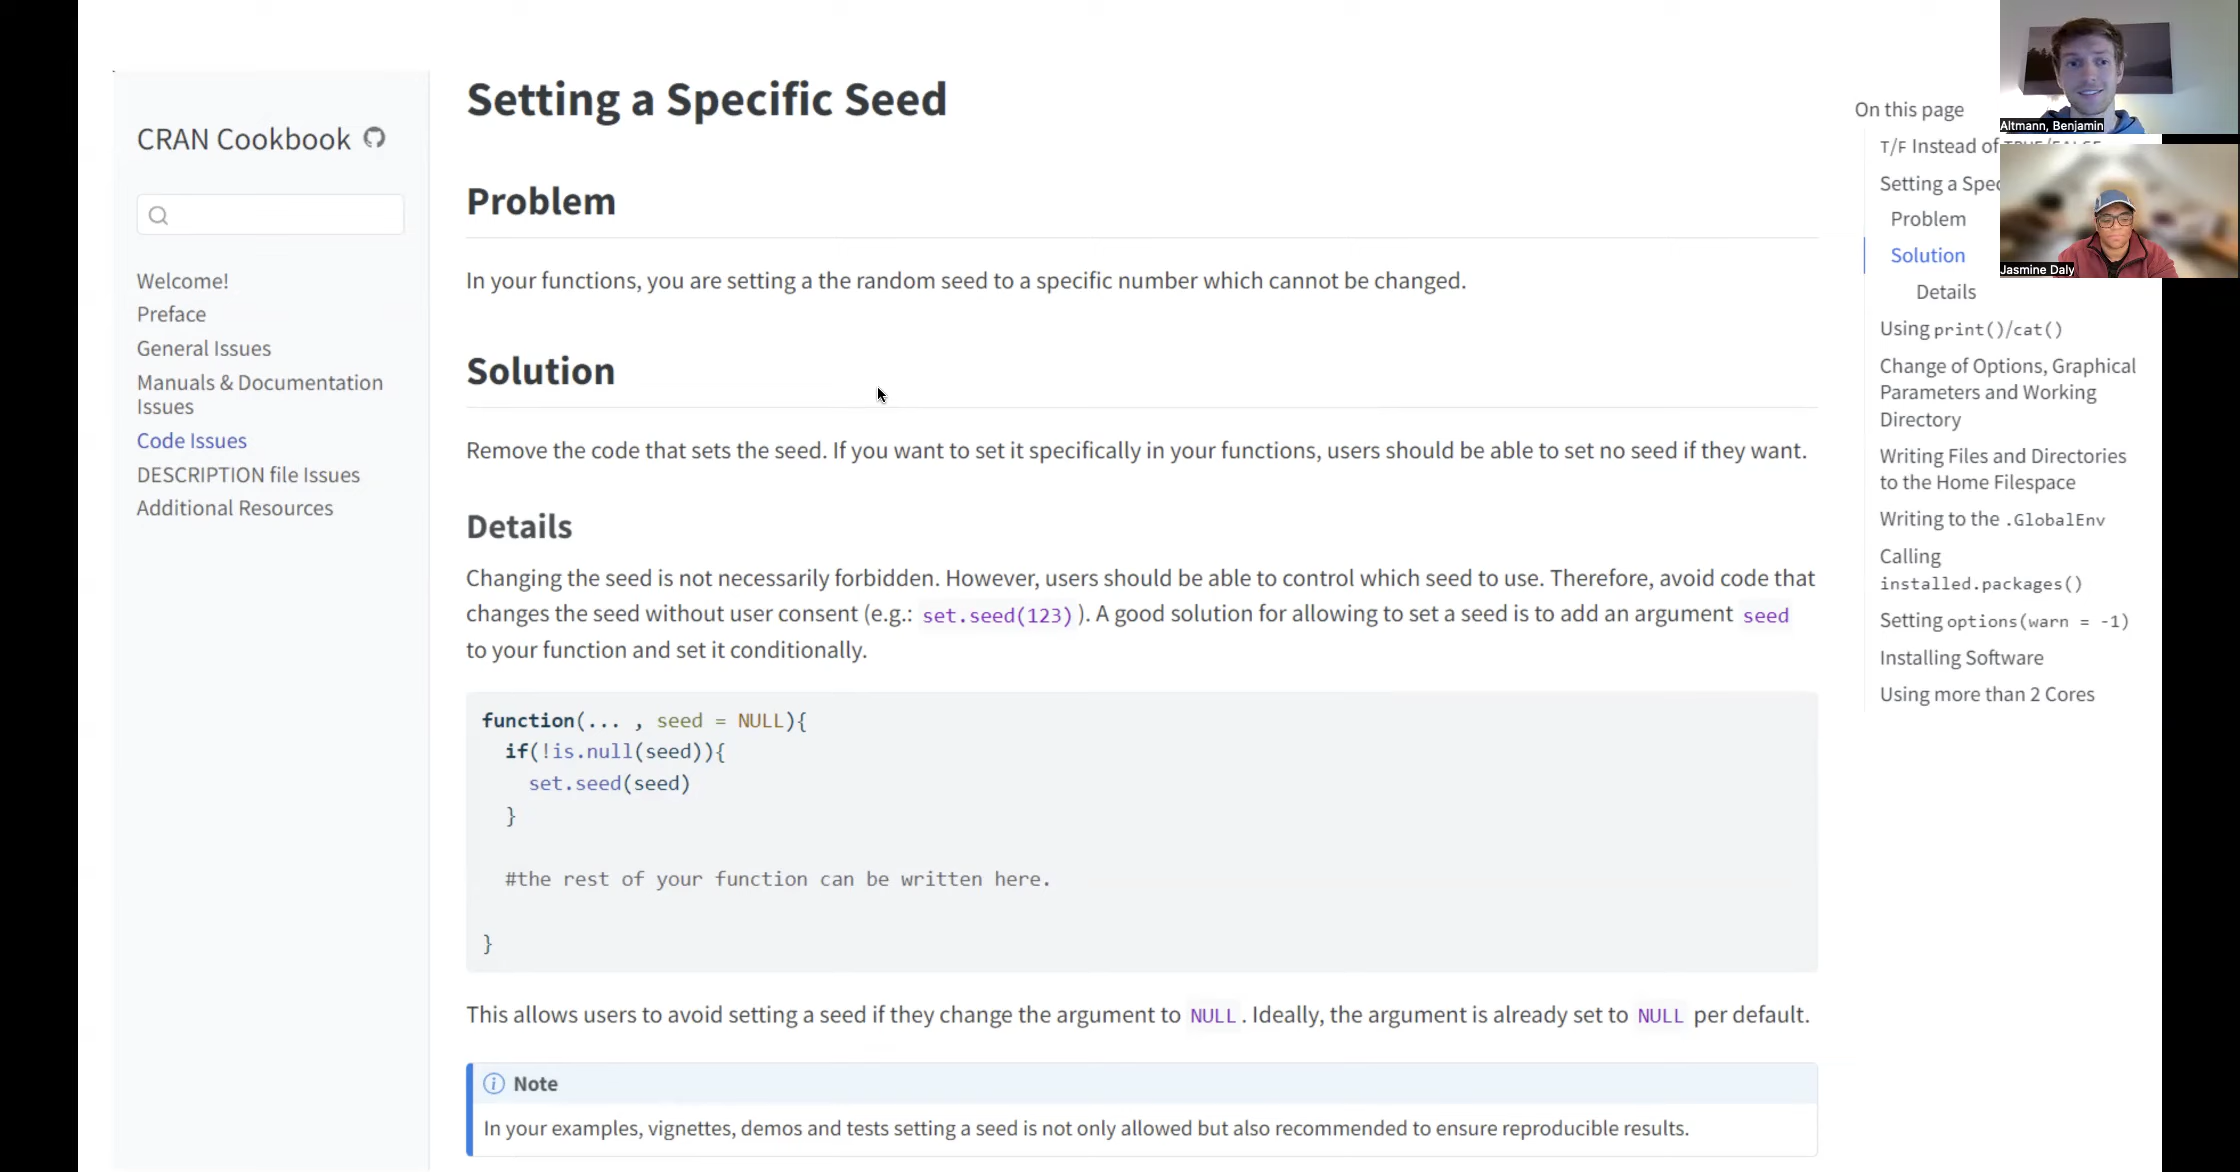 CRAN Cookbook
Welcome!
Preface
General Issues
Manuals & Documentation
Issues
Code Issues
DESCRIPTION file Issues
Additional Resources
Setting a Specific Seed
Problem
In your functions, you are setting a the random seed to a specific number which cannot be changed.
Solution
Remove the code that sets the seed. If you want to set it specifically in your functions, users should be able to set no seed if they want.
Details
Changing the seed is not necessarily forbidden. However, users should be able to control which seed to use. Therefore, avoid code that
changes the seed without user consent (e.g.: set.seed(123) ). A good solution for allowing to set a seed is to add an argument seed
to your function and set it conditionally.
function(... , seed = NULL){
if(!is.null(seed)){
set.seed(seed)
}
#the rest of your function can be written here.
}
This allows users to avoid setting a seed if they change the argument to NULL . Ideally, the argument is already set to NULL per default.
Note
In your examples, vignettes, demos and tests setting a seed is not only allowed but also recommended to ensure reproducible results.
On this page
T/F Instead of TRUE/FALSE
Setting a Spec
Problem
Solution
Details
Using print()/cat()
Change of Options, Graphical
Parameters and Working
Directory
Writing Files and Directories
to the Home Filespace
Writing to the .GlobalEnv
Calling
installed.packages()
Setting options(warn = -1)
Installing Software
Using more than 2 Cores
Altmann, Benjamin
Jasmine Daly